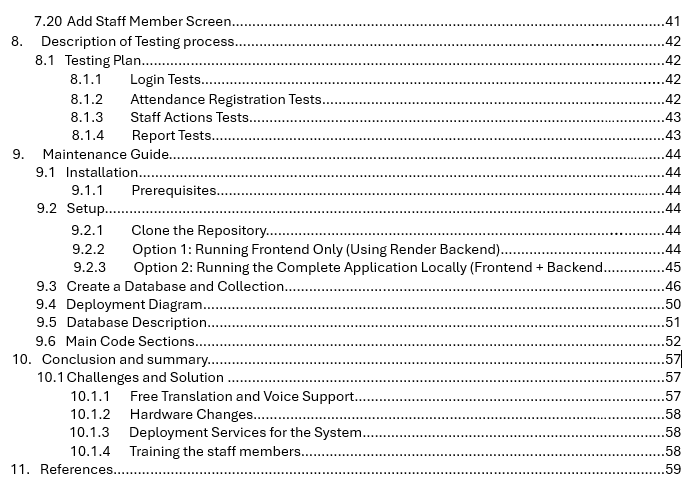 7.20 Add Staff Member Screen..........41
8. Description of Testing process..........42
8.1 Testing Plan..........42
8.1.1 Login Tests..........42
8.1.2 Attendance Registration Tests..........42
8.1.3 Staff Actions Tests..........43
8.1.4 Report Tests..........43
9. Maintenance Guide..........44
9.1 Installation..........44
9.1.1 Prerequisites..........44
9.2 Setup..........44
9.2.1 Clone the Repository..........44
9.2.2 Option 1: Running Frontend Only (Using Render Backend)..........44
9.2.3 Option 2: Running the Complete Application Locally (Frontend + Backend..........45
9.3 Create a Database and Collection..........46
9.4 Deployment Diagram..........50
9.5 Database Description..........51
9.6 Main Code Sections..........52
10. Conclusion and summary..........57
10.1 Challenges and Solution ..........57
10.1.1 Free Translation and Voice Support..........57
10.1.2 Hardware Changes..........58
10.1.3 Deployment Services for the System..........58
10.1.4 Training the staff members..........58
11. References..........59